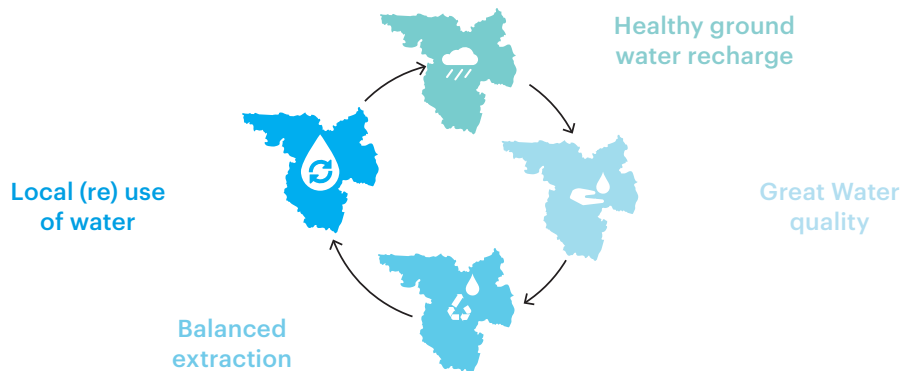 Healthy ground
water recharge
Local (re) use
of water
Great Water
quality
Balanced
extraction